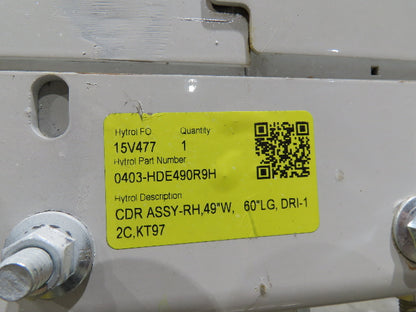 Hytrol FO Quantity
15V477 1
Hytrol Part Number
0403-HDE490R9H
Hytrol Description
CDR ASSY-RH,49"W, 60"LG, DRI-1
2C,KT97